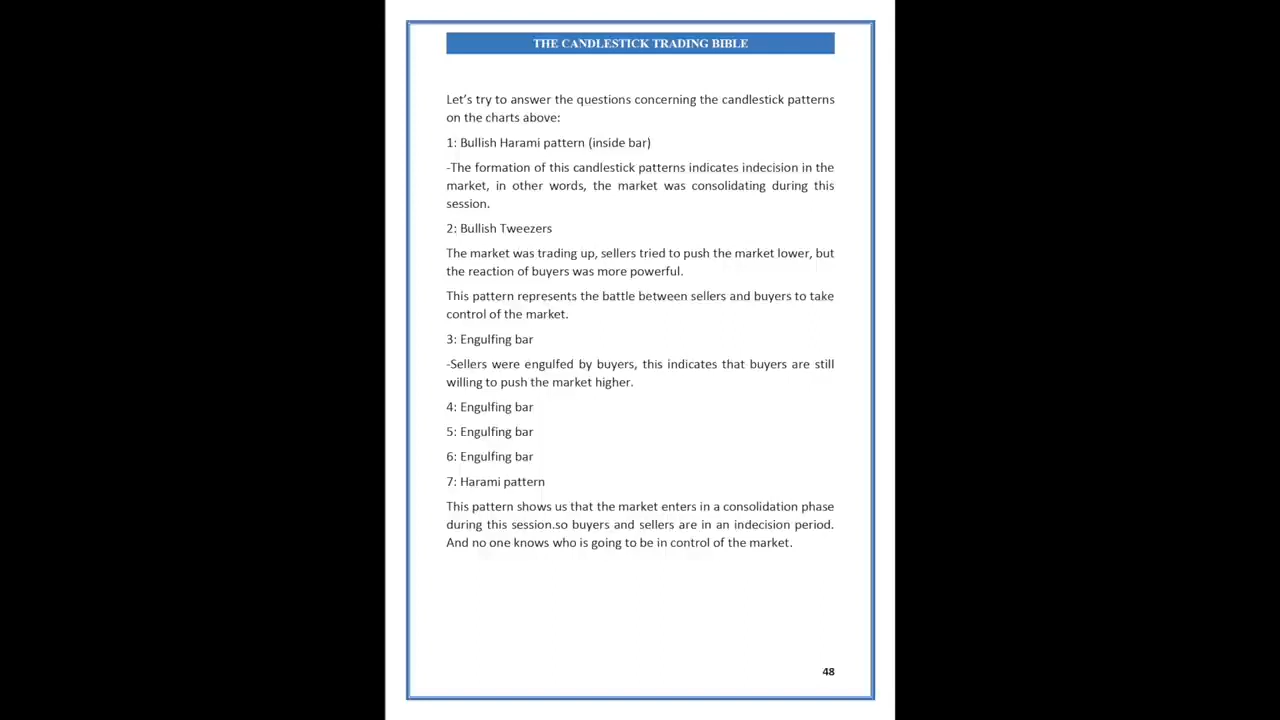 THE CANDLESTICK TRADING BIBLE
Let's try to answer the questions concerning the candlestick patterns
on the charts above:
1: Bullish Harami pattern (inside bar)
-The formation of this candlestick patterns indicates indecision in the
market, in other words, the market was consolidating during this
session.
2: Bullish Tweezers
The market was trading up, sellers tried to push the market lower, but
the reaction of buyers was more powerful.
This pattern represents the battle between sellers and buyers to take
control of the market.
3: Engulfing bar
-Sellers were engulfed by buyers, this indicates that buyers are still
willing to push the market higher.
4: Engulfing bar
5: Engulfing bar
6: Engulfing bar
7: Harami pattern
This pattern shows us that the market enters in a consolidation phase
during this session.so buyers and sellers are in an indecision period.
And no one knows who is going to be in control of the market.
48